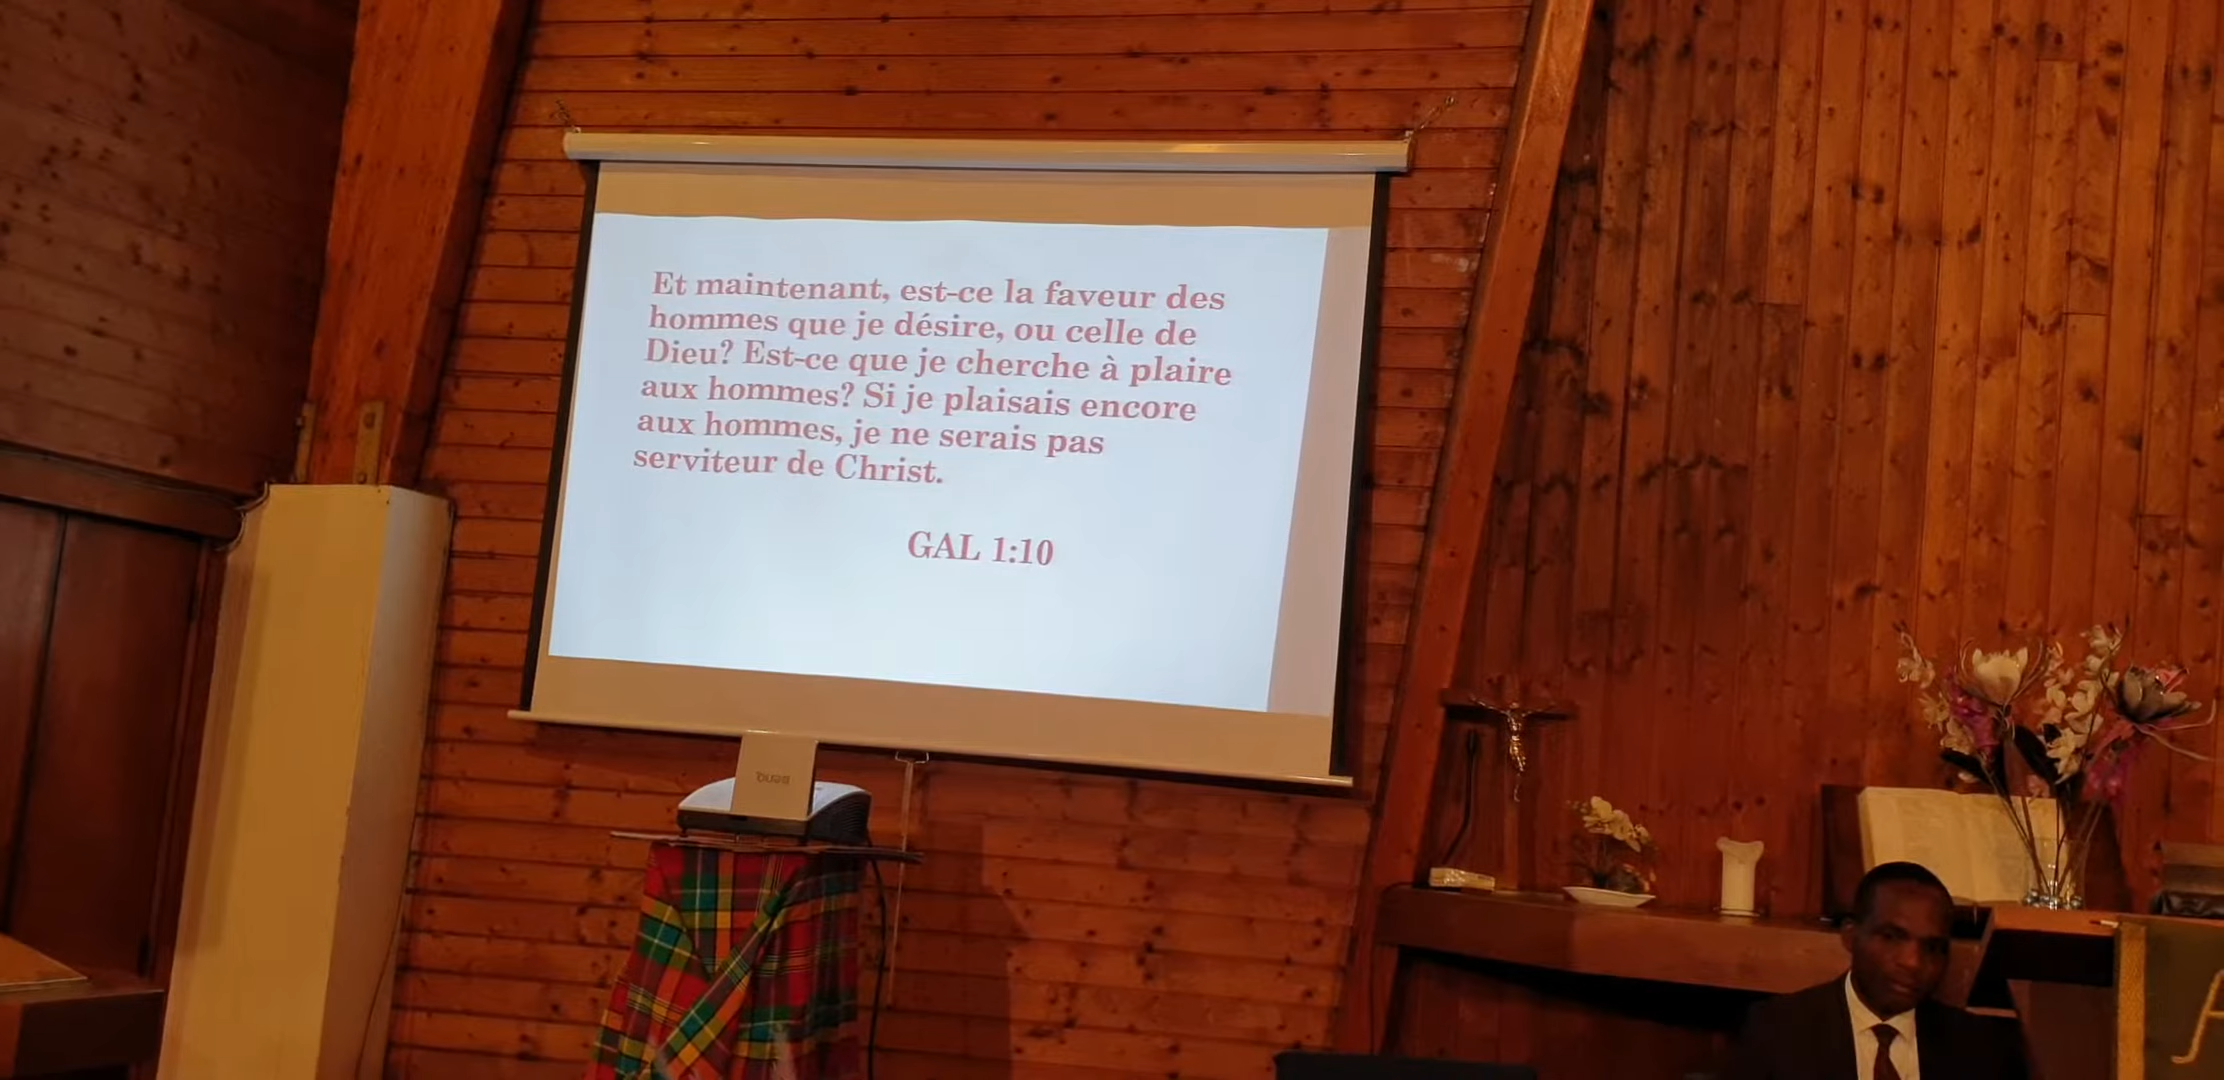 Et maintenant, est-ce la faveur des
hommes que je désire, ou celle de
Dieu? Est-ce que je cherche à plaire
aux hommes? Si je plaisais encore
aux hommes, je ne serais pas
serviteur de Christ.
GAL 1:10
BenQ